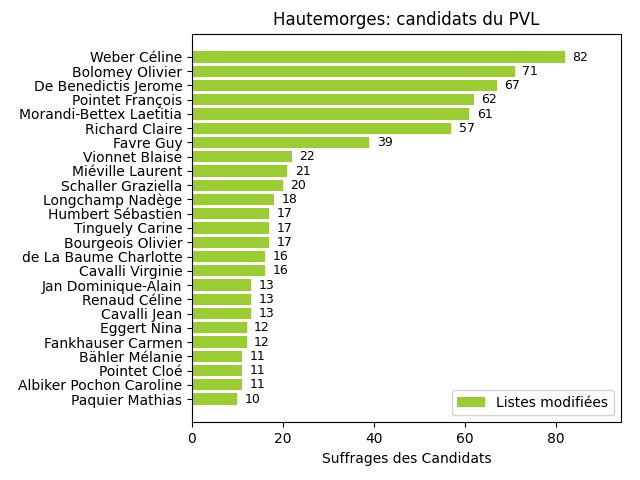 Hautemorges: candidats du PVL
Weber Céline 82
Bolomey Olivier 71
De Benedictis Jerome 67
Pointet François 62
Morandi-Bettex Laetitia 61
Richard Claire 57
Favre Guy 39
Vionnet Blaise 22
Miéville Laurent 21
Schaller Graziella 20
Longchamp Nadège 18
Humbert Sébastien 17
Tinguely Carine 17
Bourgeois Olivier 17
de La Baume Charlotte 16
Cavalli Virginie 16
Jan Dominique-Alain 13
Renaud Céline 13
Cavalli Jean 13
Eggert Nina 12
Fankhauser Carmen 12
Bähler Mélanie 11
Pointet Cloé 11
Albiker Pochon Caroline 11
Paquier Mathias 10
Listes modifiées
0 20 40 60 80
Suffrages des Candidats